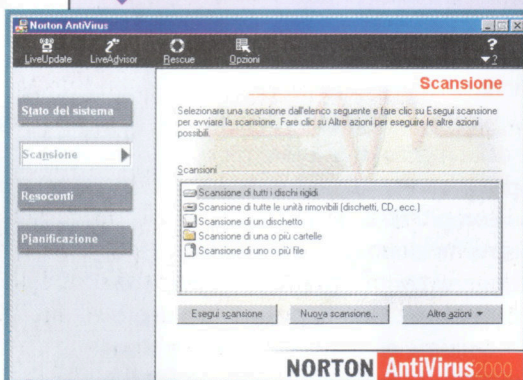 Norton AntiVirus
LiveUpdate LiveAdvisor Rescue Opzioni ?
Scansione
Stato del sistema
Scansione
Resoconti
Pianificazione
Selezionare una scansione dall'elenco seguente e fare clic su Esegui scansione
per avviare la scansione. Fare clic su Altre azioni per eseguire le altre azioni
possibili.
Scansioni
Scansione di tutti i dischi rigidi
Scansione di tutte le unità rimovibili (dischetti, CD, ecc.)
Scansione di un dischetto
Scansione di una o più cartelle
Scansione di uno o più file
Esegui scansione Nuova scansione... Altre azioni
NORTON AntiVirus 2000